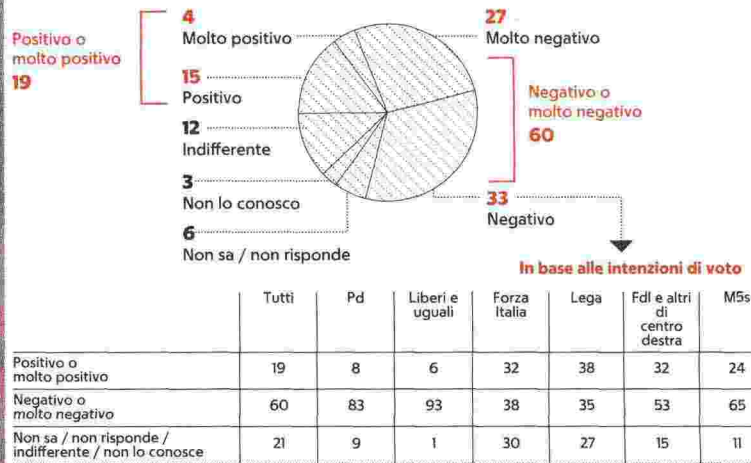 Positivo o
molto positivo
19
4
Molto positivo
15
Positivo
12
Indifferente
3
Non lo conosco
6
Non sa / non risponde
27
Molto negativo
Negativo o
molto negativo
60
33
Negativo
In base alle intenzioni di voto
Tutti Pd Liberi e uguali Forza Italia Lega FdI e altri di centro destra M5s
Positivo o
molto positivo 19 8 6 32 38 32 24
Negativo o
molto negativo 60 83 93 38 35 53 65
Non sa / non risponde /
indifferente / non lo conosce 21 9 1 30 27 15 11